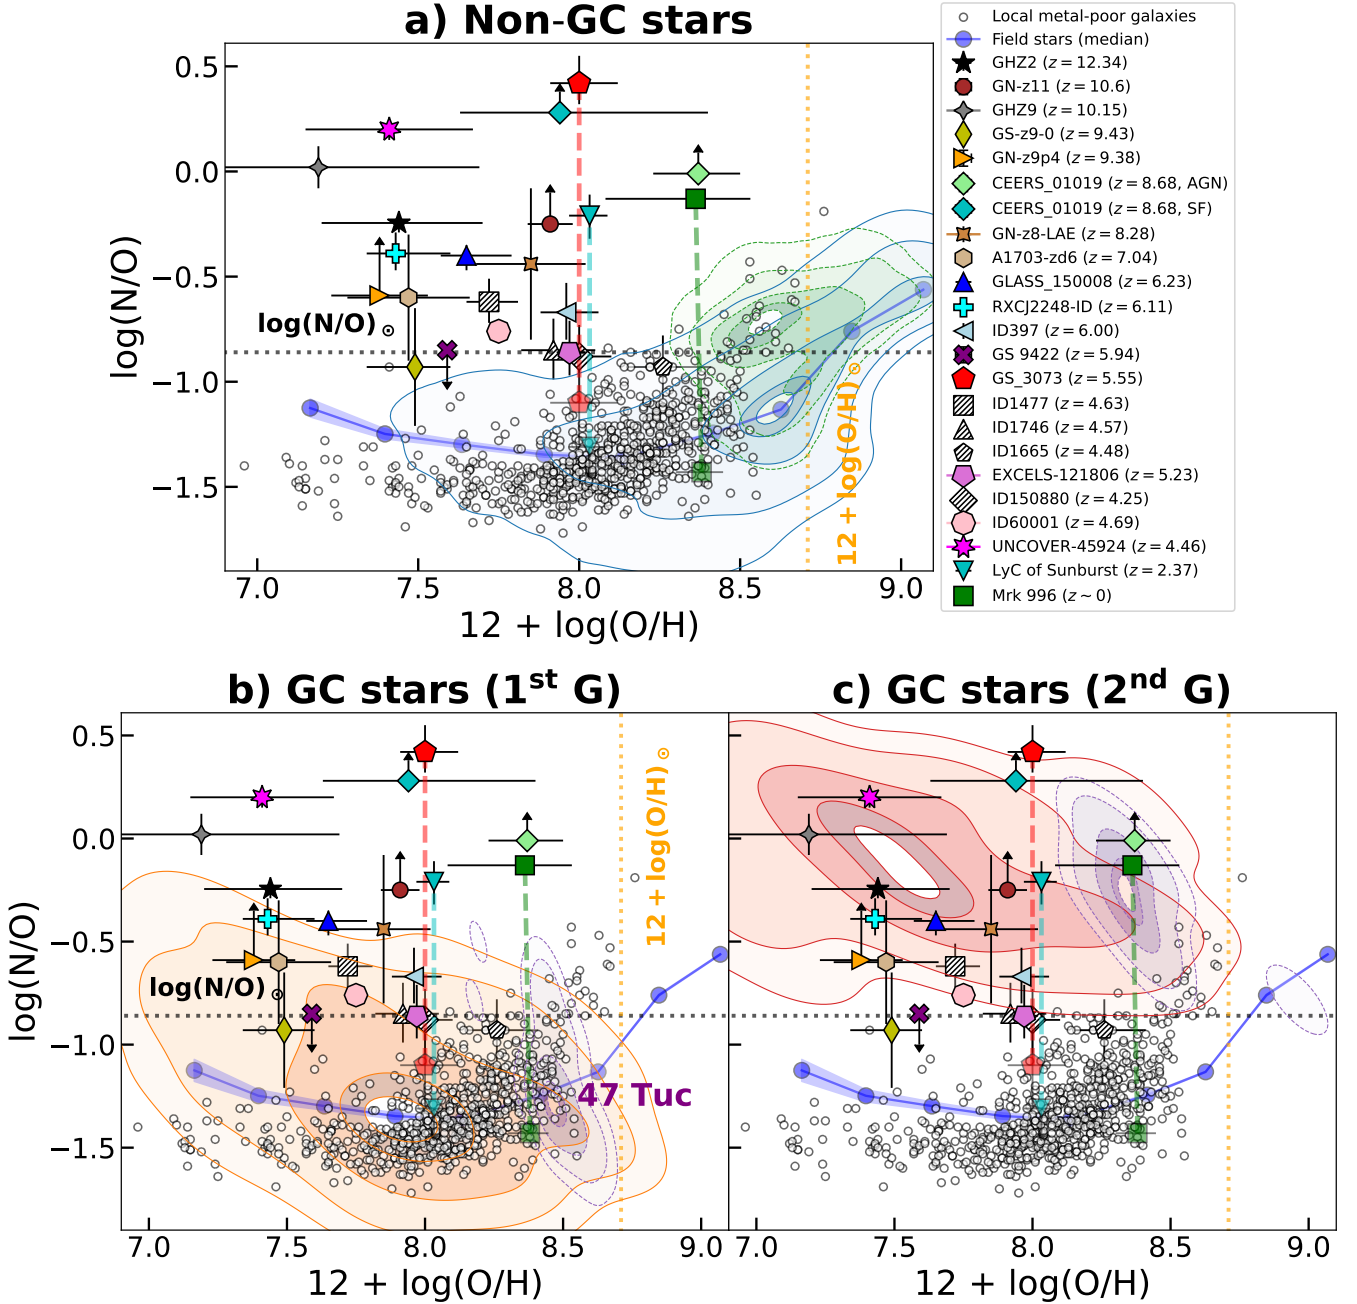 a) Non-GC stars
0.5
0.0
−0.5
−1.0
−1.5
log(N/O)
log(N/O)⊙
12 + log(O/H)⊙
7.0 7.5 8.0 8.5 9.0
12 + log(O/H)
Local metal-poor galaxies
Field stars (median)
GHZ2 (z = 12.34)
GN-z11 (z = 10.6)
GHZ9 (z = 10.15)
GS-z9-0 (z = 9.43)
GN-z9p4 (z = 9.38)
CEERS_01019 (z = 8.68, AGN)
CEERS_01019 (z = 8.68, SF)
GN-z8-LAE (z = 8.28)
A1703-zd6 (z = 7.04)
GLASS_150008 (z = 6.23)
RXCJ2248-ID (z = 6.11)
ID397 (z = 6.00)
GS 9422 (z = 5.94)
GS_3073 (z = 5.55)
ID1477 (z = 4.63)
ID1746 (z = 4.57)
ID1665 (z = 4.48)
EXCELS-121806 (z = 5.23)
ID150880 (z = 4.25)
ID60001 (z = 4.69)
UNCOVER-45924 (z = 4.46)
LyC of Sunburst (z = 2.37)
Mrk 996 (z ~ 0)
b) GC stars (1st G)
0.5
0.0
−0.5
−1.0
−1.5
log(N/O)
log(N/O)⊙
12 + log(O/H)⊙
47 Tuc
7.0 7.5 8.0 8.5 9.0
12 + log(O/H)
c) GC stars (2nd G)
7.0 7.5 8.0 8.5 9.0
12 + log(O/H)